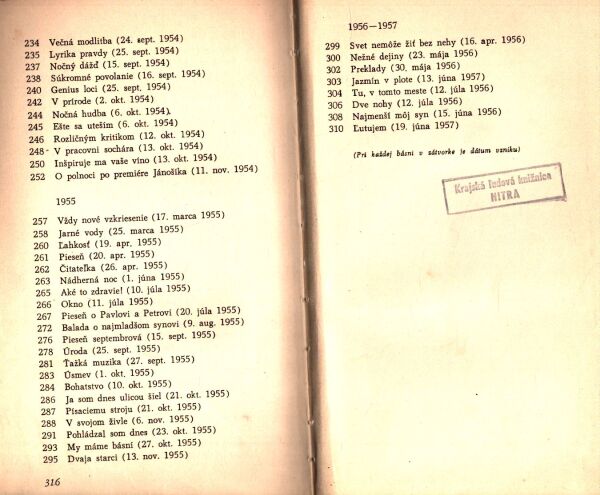 234 Večná modlitba (24. sept. 1954)
235 Lyrika pravdy (25. sept. 1954)
237 Nočný dážď (15. sept. 1954)
238 Súkromné povolanie (16. sept. 1954)
240 Genius loci (25. sept. 1954)
242 V prírode (2. okt. 1954)
244 Nočná hudba (6. okt. 1954)
245 Ešte sa uteším (6. okt. 1954)
246 Rozličným kritikom (12. okt. 1954)
248 V pracovni sochára (13. okt. 1954)
250 Inšpiruje ma vaše víno (13. okt. 1954)
252 O polnoci po premiére Jánošíka (11. nov. 1954)
1955
257 Vždy nové vzkriesenie (17. marca 1955)
258 Jarné vody (25. marca 1955)
260 Ľahkosť (19. apr. 1955)
261 Pieseň (20. apr. 1955)
262 Čitateľka (26. apr. 1955)
263 Nádherná noc (1. júna 1955)
265 Aké to zdravie! (10. júla 1955)
266 Okno (11. júla 1955)
267 Pieseň o Pavlovi a Petrovi (20. júla 1955)
272 Balada o najmladšom synovi (9. aug. 1955)
276 Pieseň septembrová (15. sept. 1955)
278 Úroda (25. sept. 1955)
281 Ťažká muzika (27. sept. 1955)
283 Úsmev (1. okt. 1955)
284 Bohatstvo (10. okt. 1955)
286 Ja som dnes ulicou šiel (21. okt. 1955)
287 Písaciemu stroju (21. okt. 1955)
288 V svojom živle (6. nov. 1955)
291 Pohládzal som dnes (23. okt. 1955)
293 My máme básní (27. okt. 1955)
295 Dvaja starci (13. nov. 1955)
316
1956—1957
299 Svet nemôže žiť bez nehy (16. apr. 1956)
300 Nežné dejiny (23. mája 1956)
302 Preklady (30. mája 1956)
303 Jazmín v plote (13. júna 1957)
304 Tu, v tomto meste (12. júla 1956)
306 Dve nohy (12. júla 1956)
308 Najmenší môj syn (15. júna 1956)
310 Ľutujem (19. júna 1957)
(Pri každej básni v zátvorke je dátum vzniku)
Krajská ľudová knižnica
NITRA